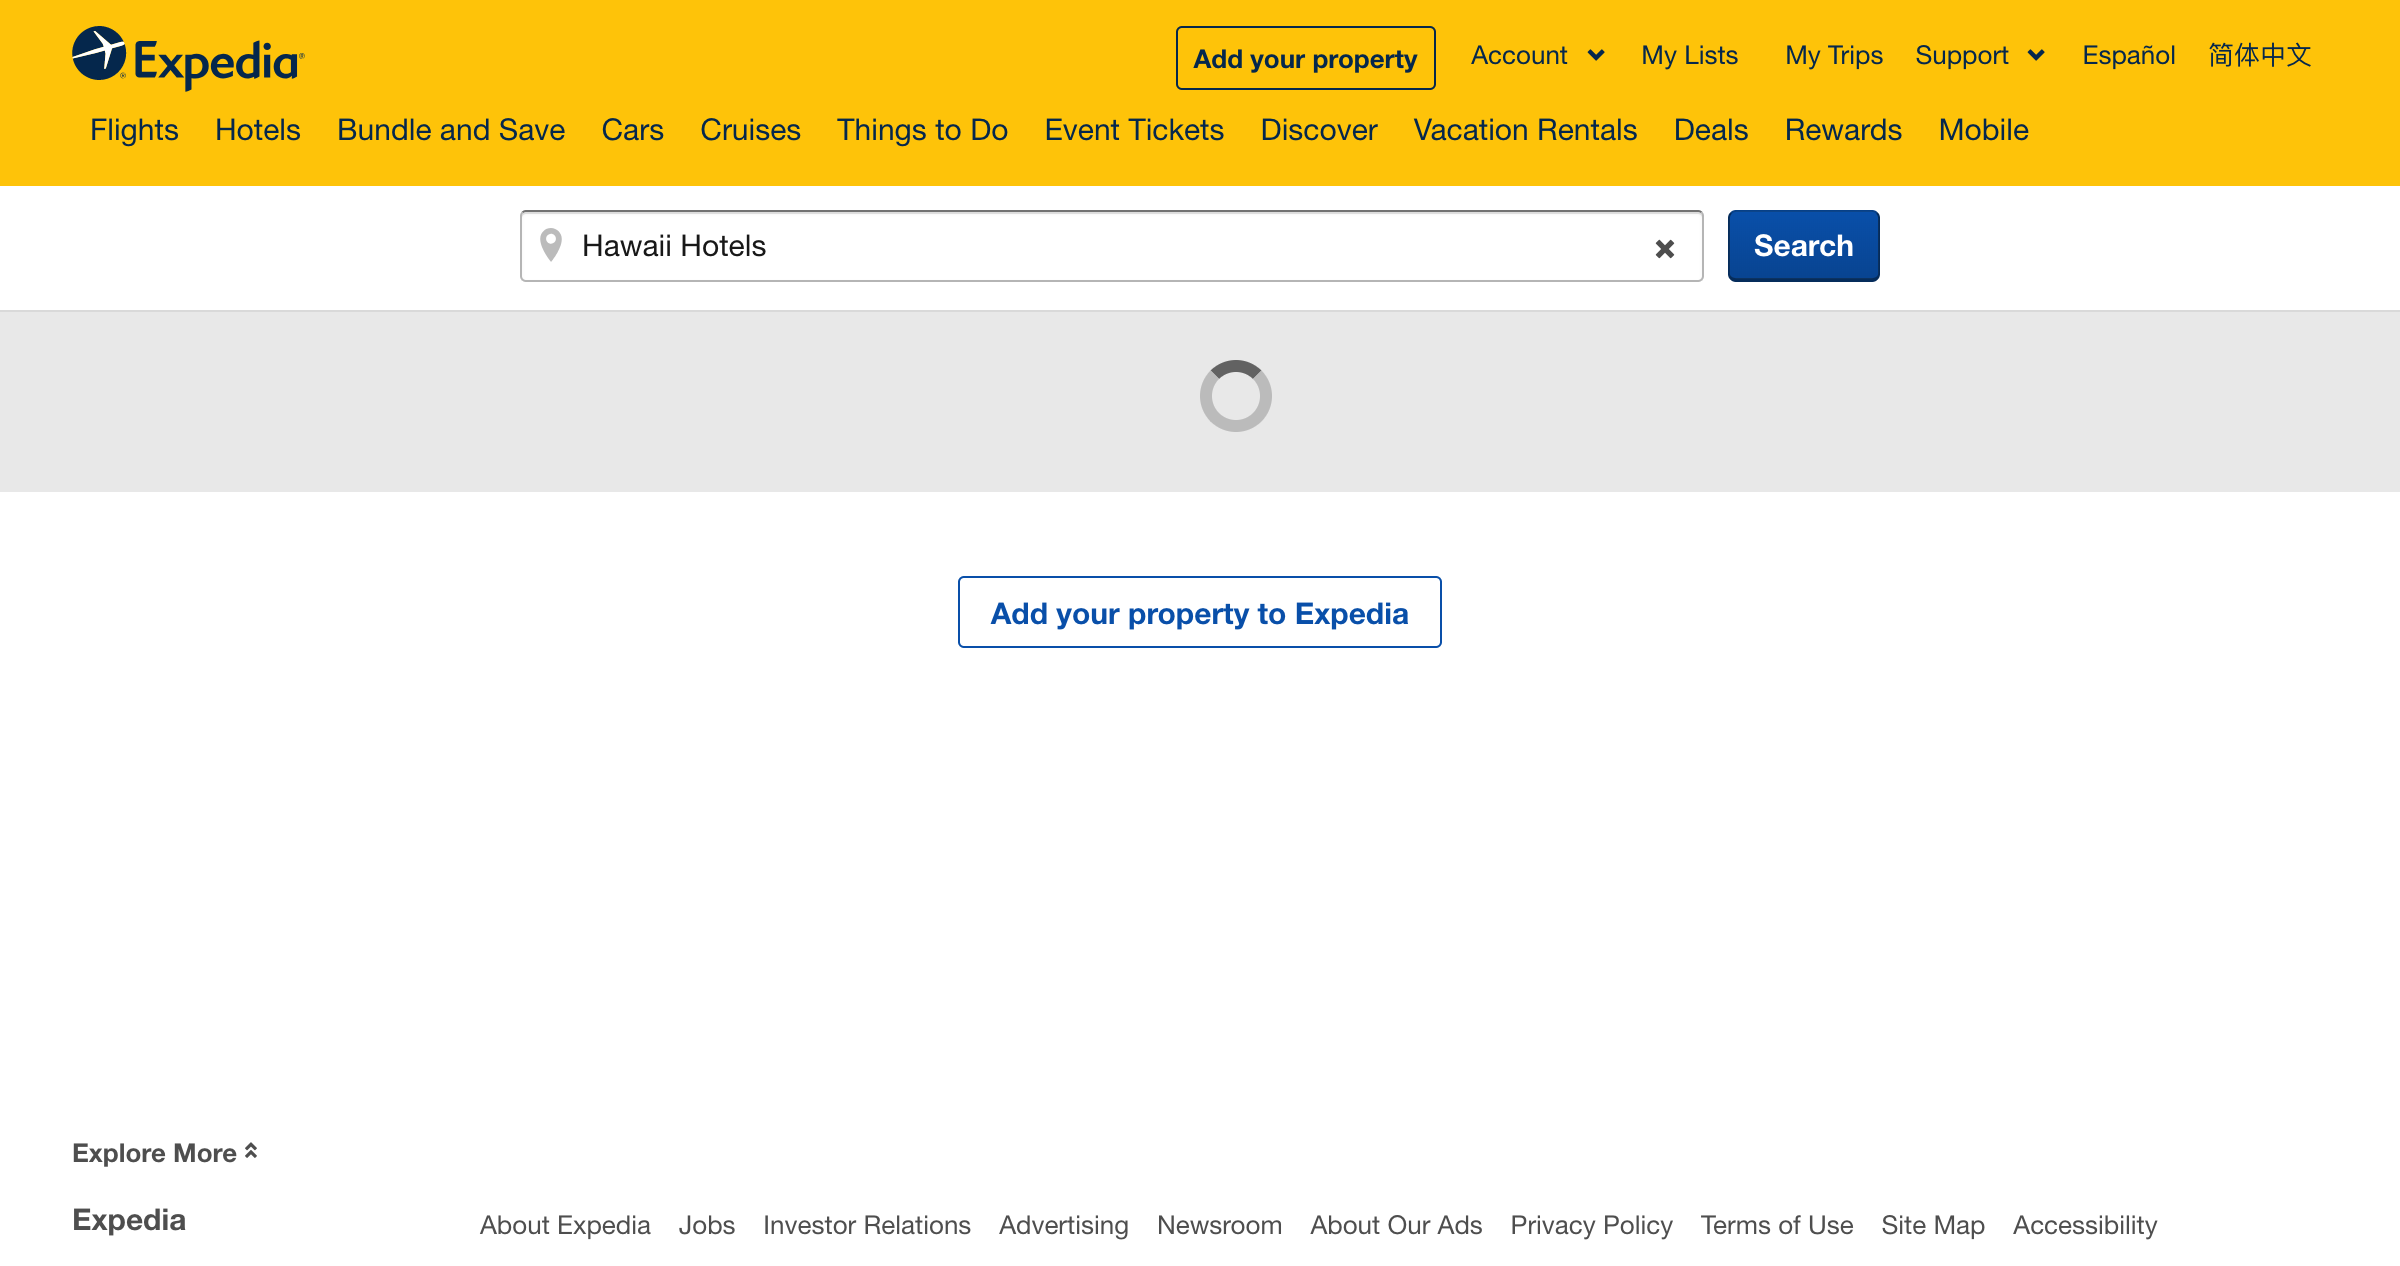 Expedia
Add your property Account My Lists My Trips Support Español 简体中文
Flights Hotels Bundle and Save Cars Cruises Things to Do Event Tickets Discover Vacation Rentals Deals Rewards Mobile
Hawaii Hotels Search
Add your property to Expedia
Explore More
Expedia About Expedia Jobs Investor Relations Advertising Newsroom About Our Ads Privacy Policy Terms of Use Site Map Accessibility